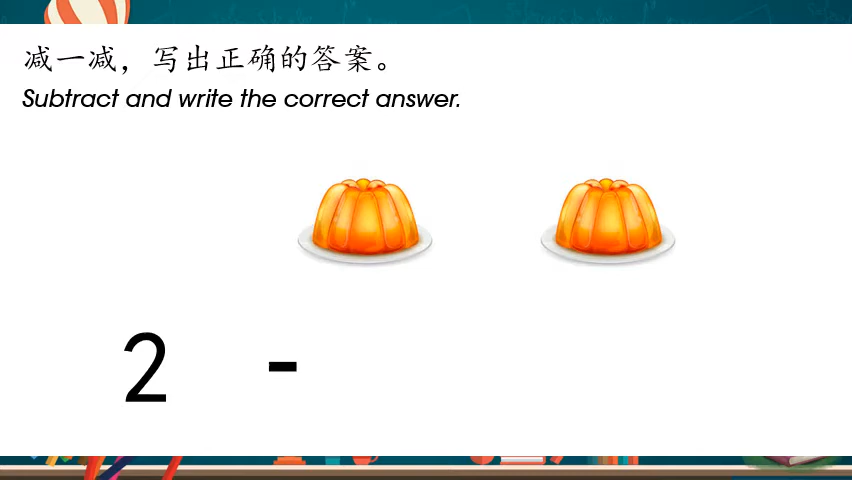 减一减，写出正确的答案。
Subtract and write the correct answer.
2 -